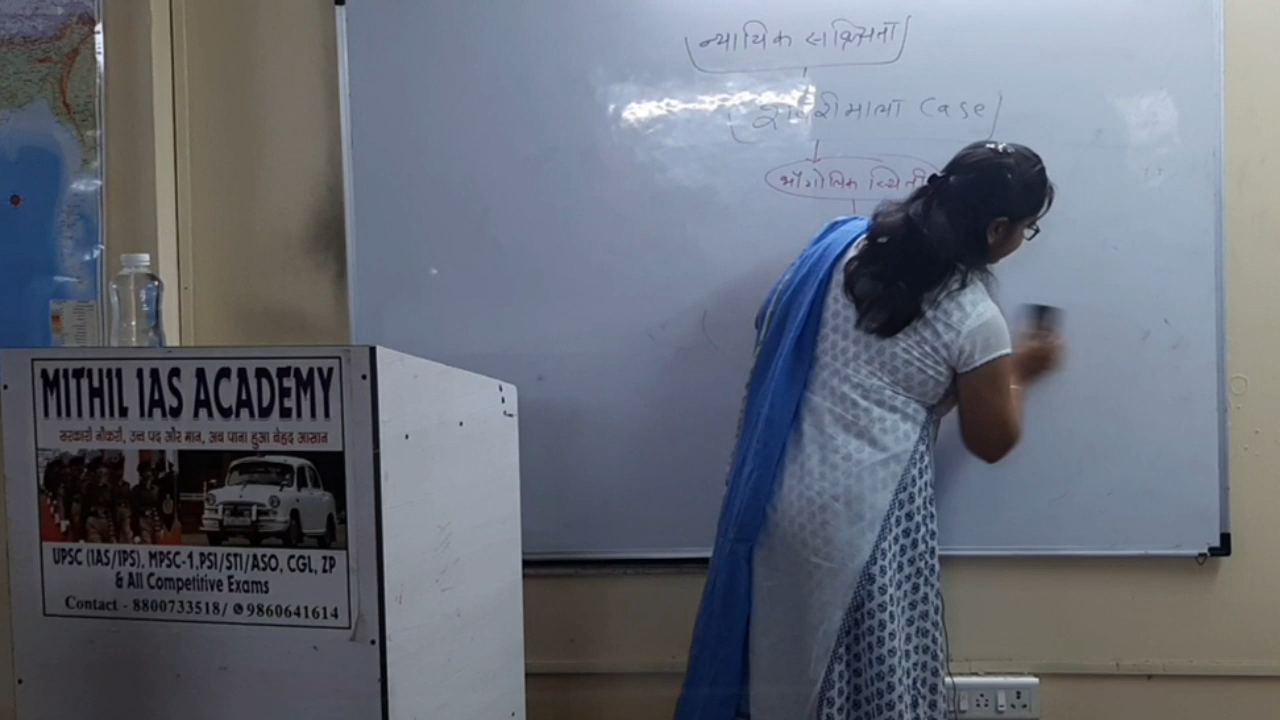 न्यायिक सक्रियता
शबरीमाला Case
भौगोलिक स्थिती
MITHIL IAS ACADEMY
सरकारी नौकरी, उच्च पद और मान, अब पाना हुआ बेहद आसान
UPSC (IAS/IPS), MPSC-1,PSI/STI/ASO, CGL, ZP
& All Competitive Exams
Contact - 8800733518/ 9860641614